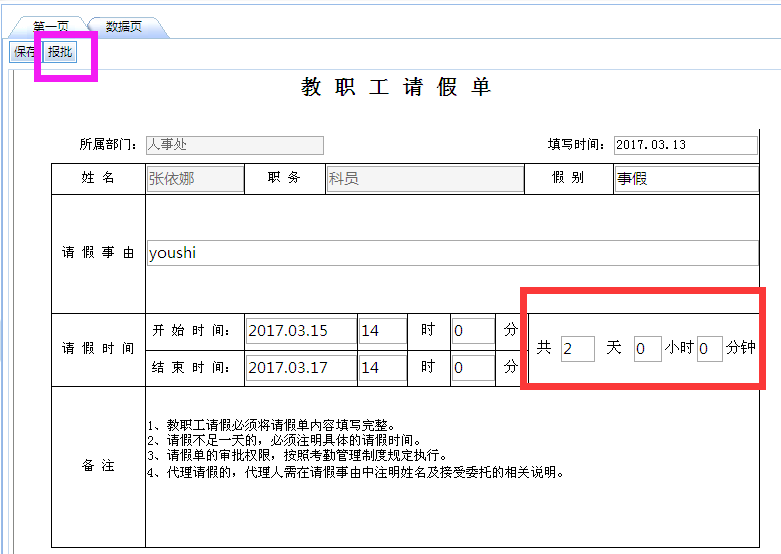 第一页 数据页
保存 报批
教 职 工 请 假 单
所属部门: 人事处 填写时间: 2017.03.13
姓 名 张依娜 职 务 科员 假 别 事假
请 假 事 由 youshi
请 假 时 间
开 始 时 间: 2017.03.15 14 时 0 分
共 2 天 0 小时 0 分钟
结 束 时 间: 2017.03.17 14 时 0 分
备 注
1、教职工请假必须将请假单内容填写完整。
2、请假不足一天的，必须注明具体的请假时间。
3、请假单的审批权限，按照考勤管理制度规定执行。
4、代理请假的，代理人需在请假事由中注明姓名及接受委托的相关说明。